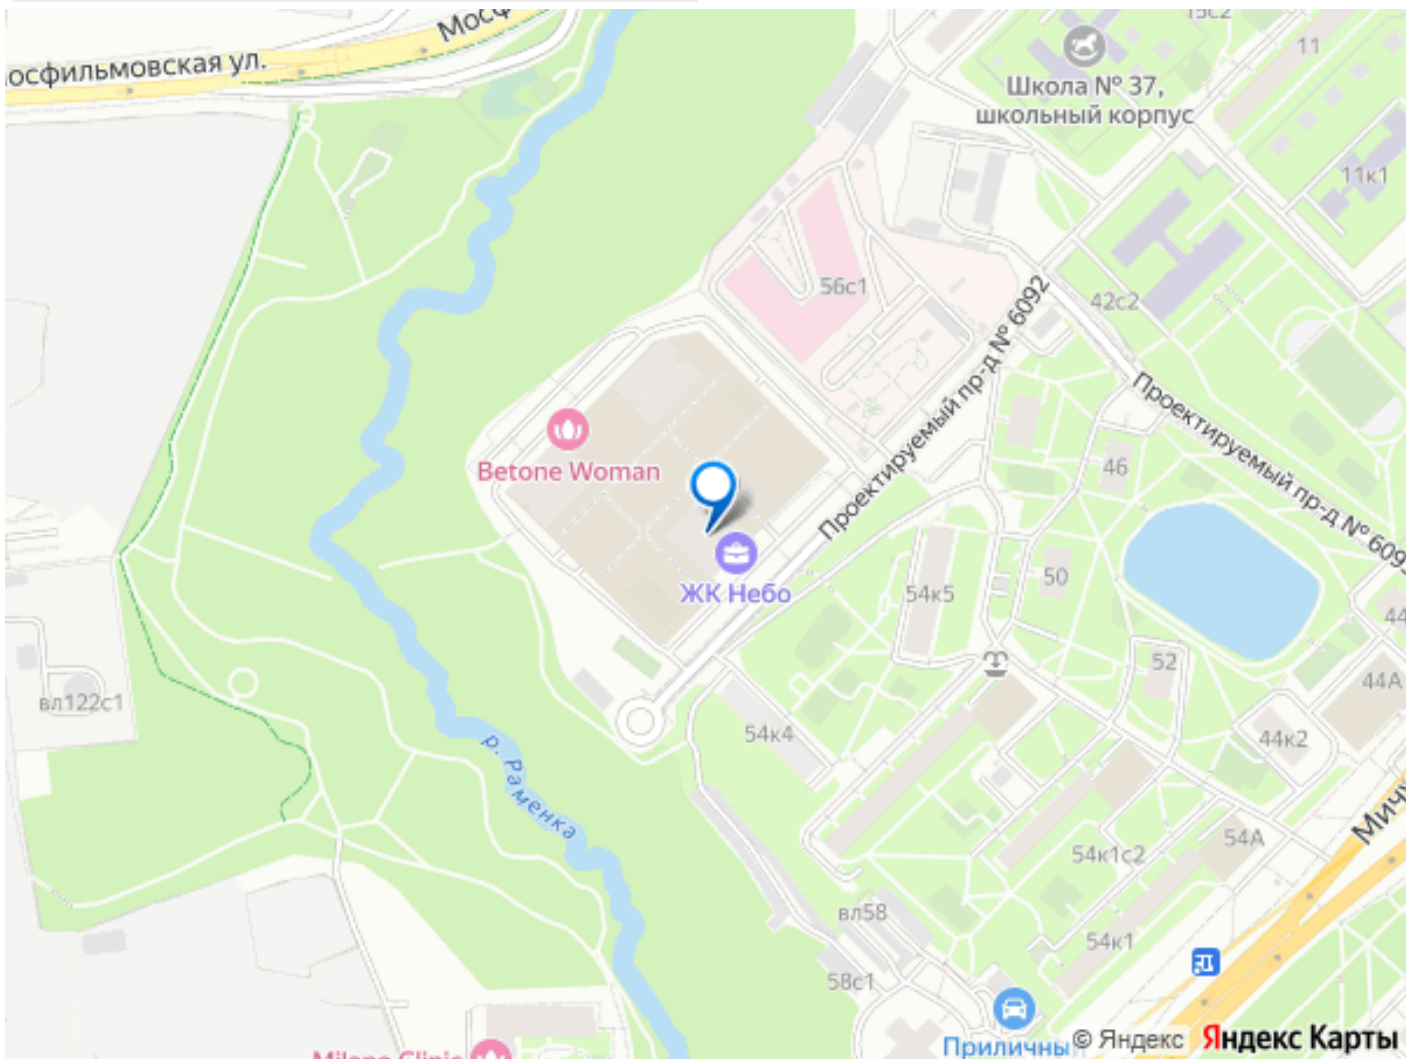 15с2
11
осфильмовская ул.
Школа № 37,
школьный корпус
11к1
56с1
42с2
Проектируемый пр-д № 6092
Проектируемый пр-д № 609
46
Betone Woman
ЖК Небо
54к5
50
44
52
44А
вл122с1
54к4
44к2
р. Раменка
54А
54к1с2
вл58
54к1
58с1
Приличны
© Яндекс
Яндекс Карты